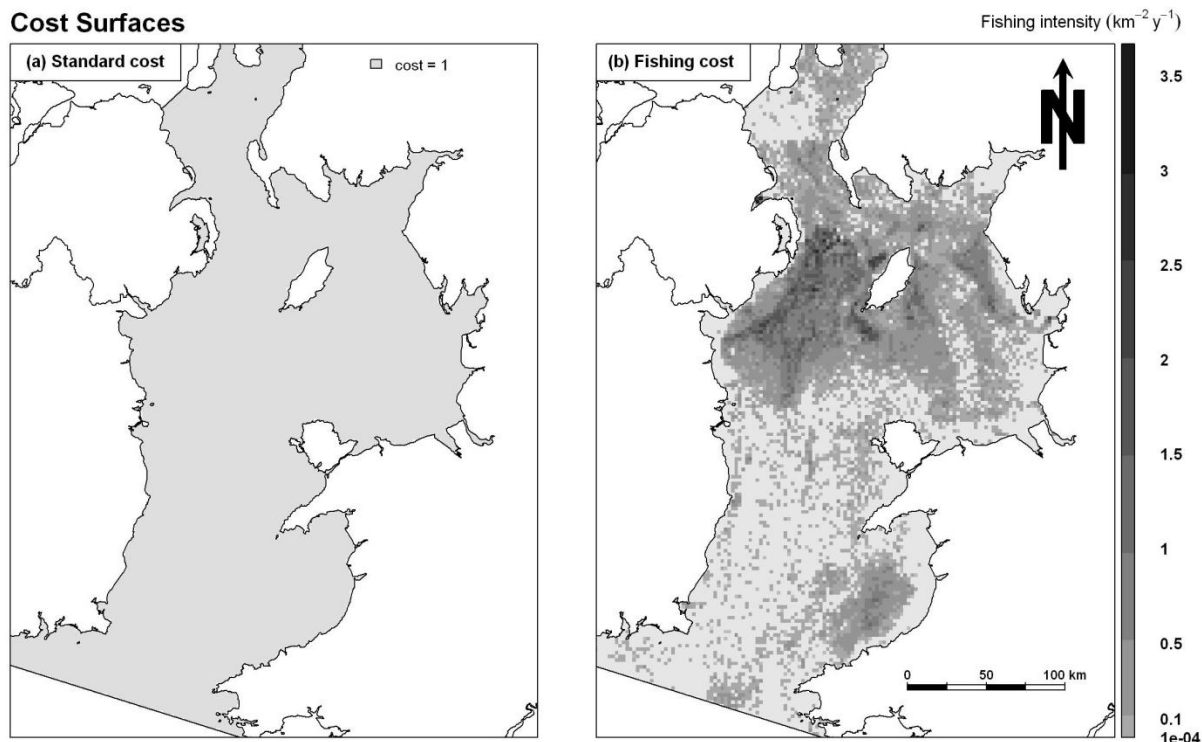 Cost Surfaces
Fishing intensity (km⁻² y⁻¹)
(a) Standard cost
cost = 1
(b) Fishing cost
N
3.5
3
2.5
2
1.5
1
0.5
0.1
1e-04
0 50 100 km